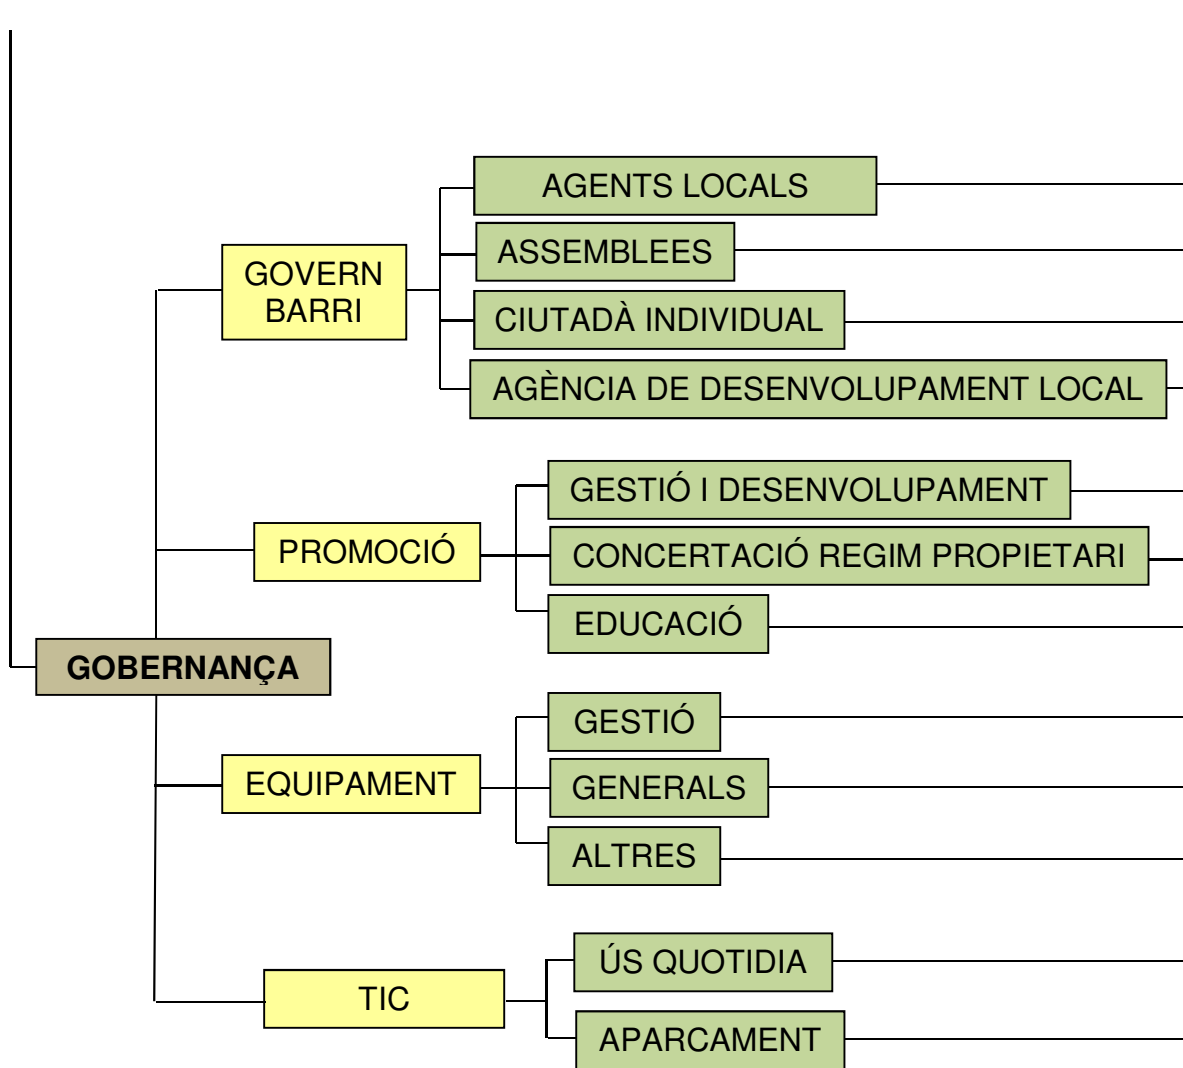 AGENTS LOCALS
ASSEMBLEES
GOVERN
BARRI
CIUTADÀ INDIVIDUAL
AGÈNCIA DE DESENVOLUPAMENT LOCAL
GESTIÓ I DESENVOLUPAMENT
PROMOCIÓ
CONCERTACIÓ REGIM PROPIETARI
EDUCACIÓ
GOBERNANÇA
GESTIÓ
EQUIPAMENT
GENERALS
ALTRES
ÚS QUOTIDIA
TIC
APARCAMENT